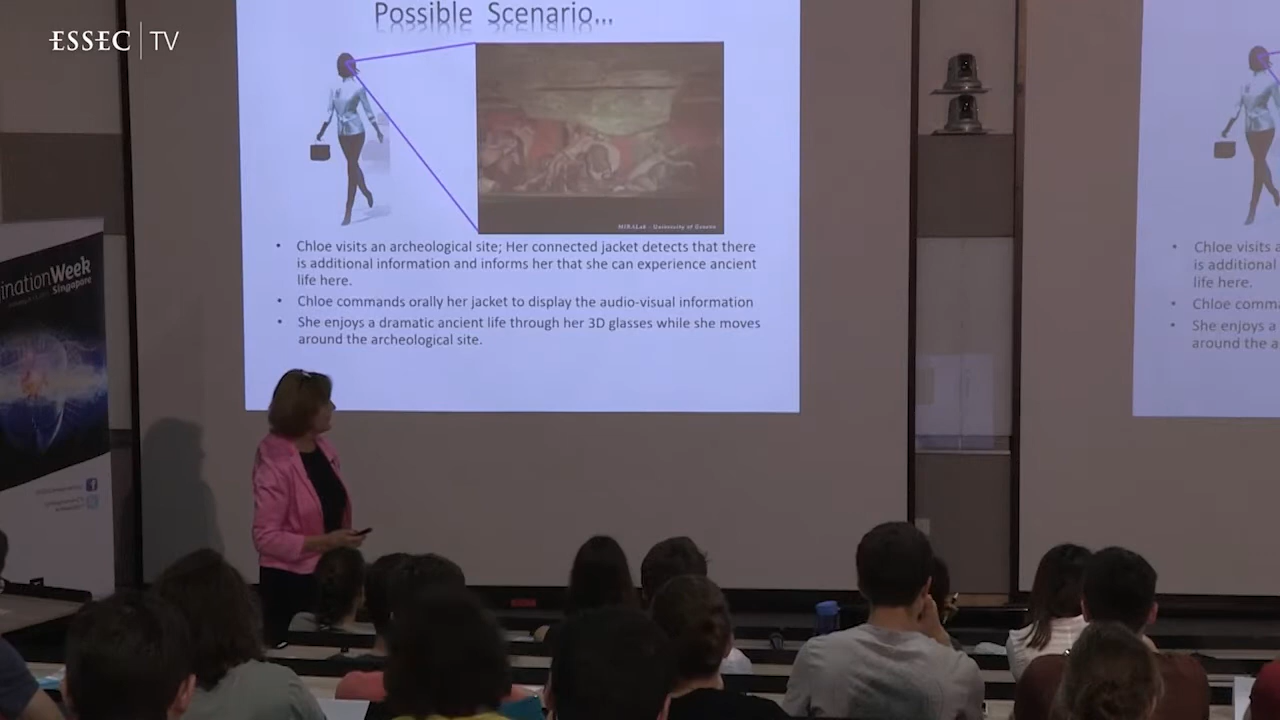 ESSEC | TV
Possible Scenario...
MIRALab - University of Geneva
• Chloe visits an archeological site; Her connected jacket detects that there
is additional information and informs her that she can experience ancient
life here.
• Chloe commands orally her jacket to display the audio-visual information
• She enjoys a dramatic ancient life through her 3D glasses while she moves
around the archeological site.
• Chloe visits
is additional
life here.
• Chloe
• She enjoys a
around the
inationWeek
Singapore